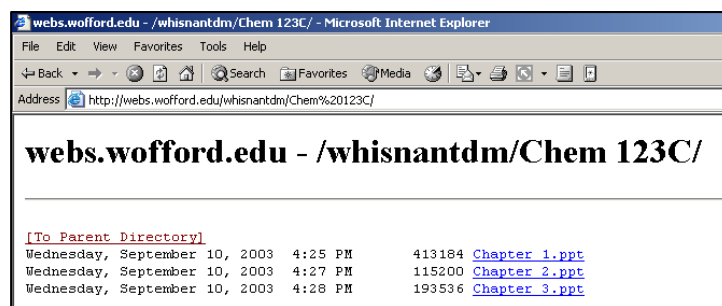 webs.wofford.edu - /whisnantdm/Chem 123C/ - Microsoft Internet Explorer
File Edit View Favorites Tools Help
Back Search Favorites Media
Address http://webs.wofford.edu/whisnantdm/Chem%20123C/
webs.wofford.edu - /whisnantdm/Chem 123C/
[To Parent Directory]
Wednesday, September 10, 2003 4:25 PM 413184 Chapter 1.ppt
Wednesday, September 10, 2003 4:27 PM 115200 Chapter 2.ppt
Wednesday, September 10, 2003 4:28 PM 193536 Chapter 3.ppt